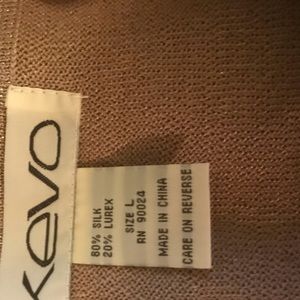 Kevo
80% SILK
20% LUREX
SIZE L
RN 90024
MADE IN CHINA
CARE ON REVERSE